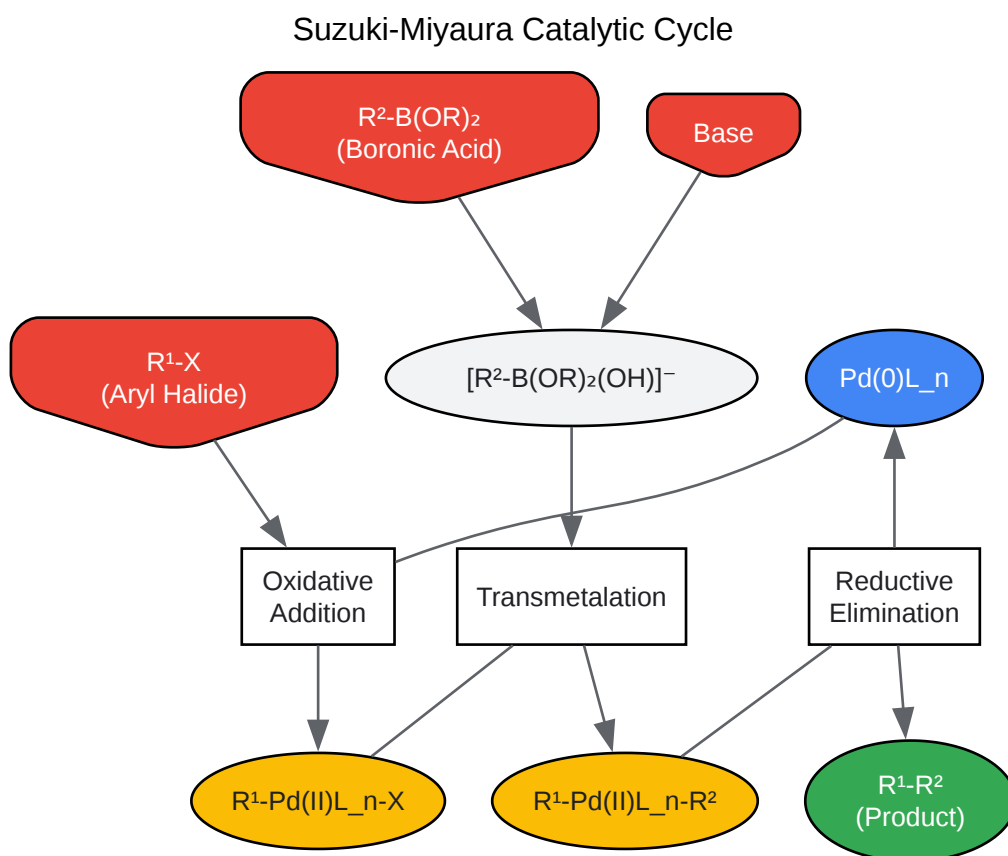 Suzuki-Miyaura Catalytic Cycle
R²-B(OR)₂
(Boronic Acid)
Base
R¹-X
(Aryl Halide)
[R²-B(OR)₂(OH)]⁻
Pd(0)L_n
Oxidative
Addition
Transmetalation
Reductive
Elimination
R¹-Pd(II)L_n-X
R¹-Pd(II)L_n-R²
R¹-R²
(Product)